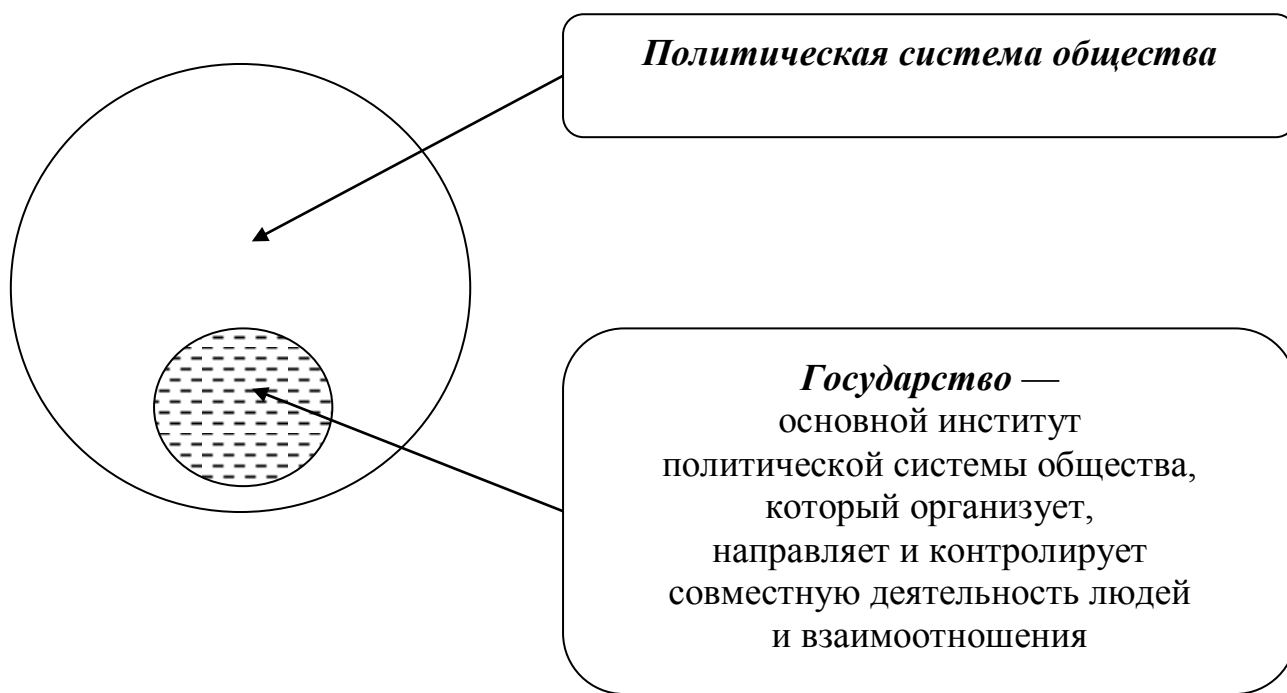 Политическая система общества
Государство —
основной институт
политической системы общества,
который организует,
направляет и контролирует
совместную деятельность людей
и взаимоотношения